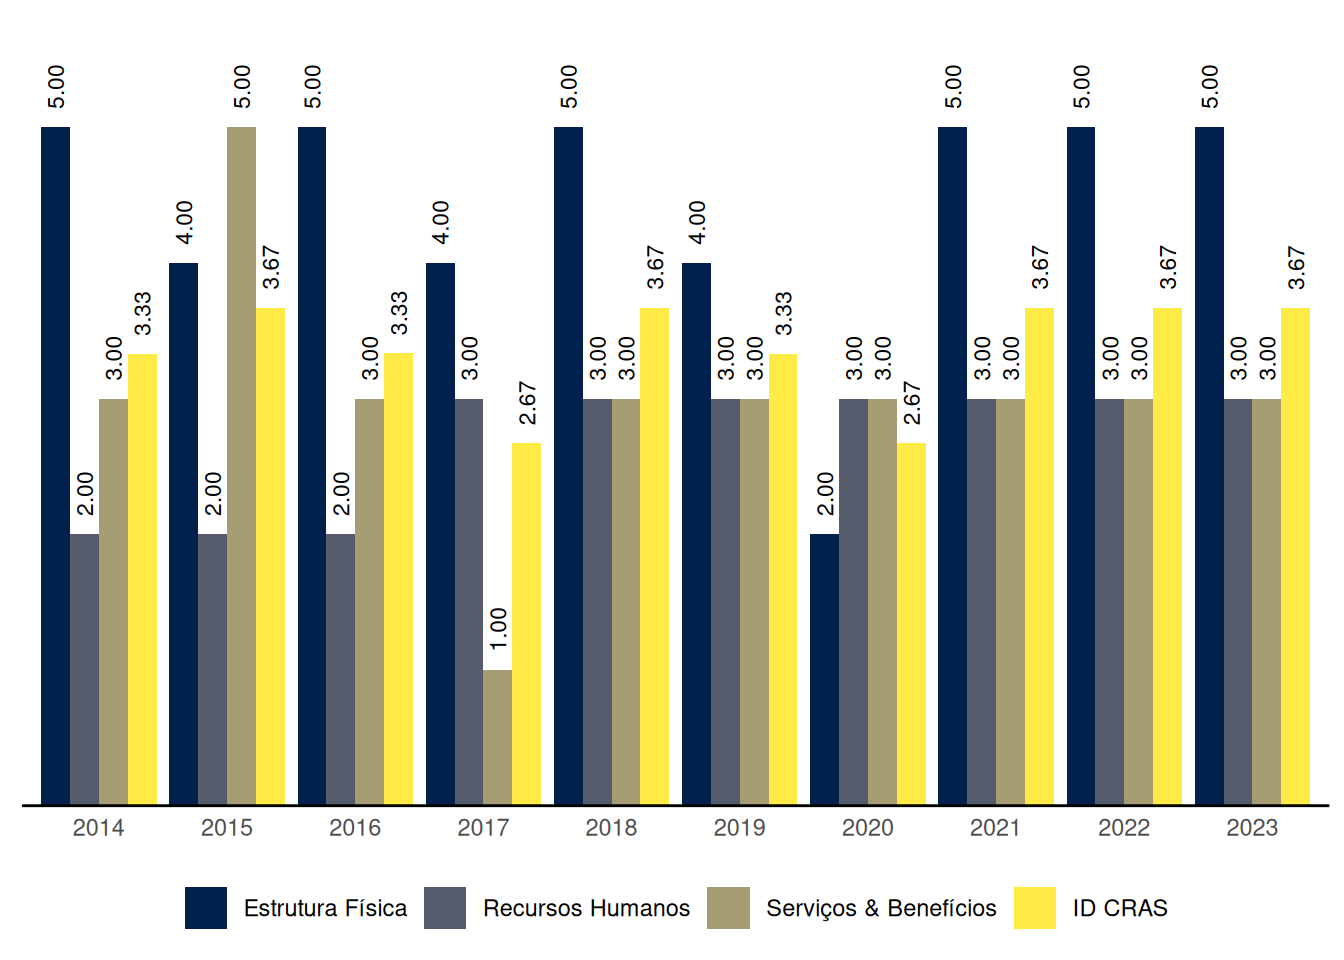 5.00 2.00 3.00 3.33 4.00 2.00 5.00 3.67 5.00 2.00 3.00 3.33 4.00 3.00 1.00 2.67 5.00 3.00 3.00 3.67 4.00 3.00 3.00 3.33 2.00 3.00 3.00 2.67 5.00 3.00 3.00 3.67 5.00 3.00 3.00 3.67 5.00 3.00 3.00 3.67
2014 2015 2016 2017 2018 2019 2020 2021 2022 2023
Estrutura Física Recursos Humanos Serviços & Benefícios ID CRAS